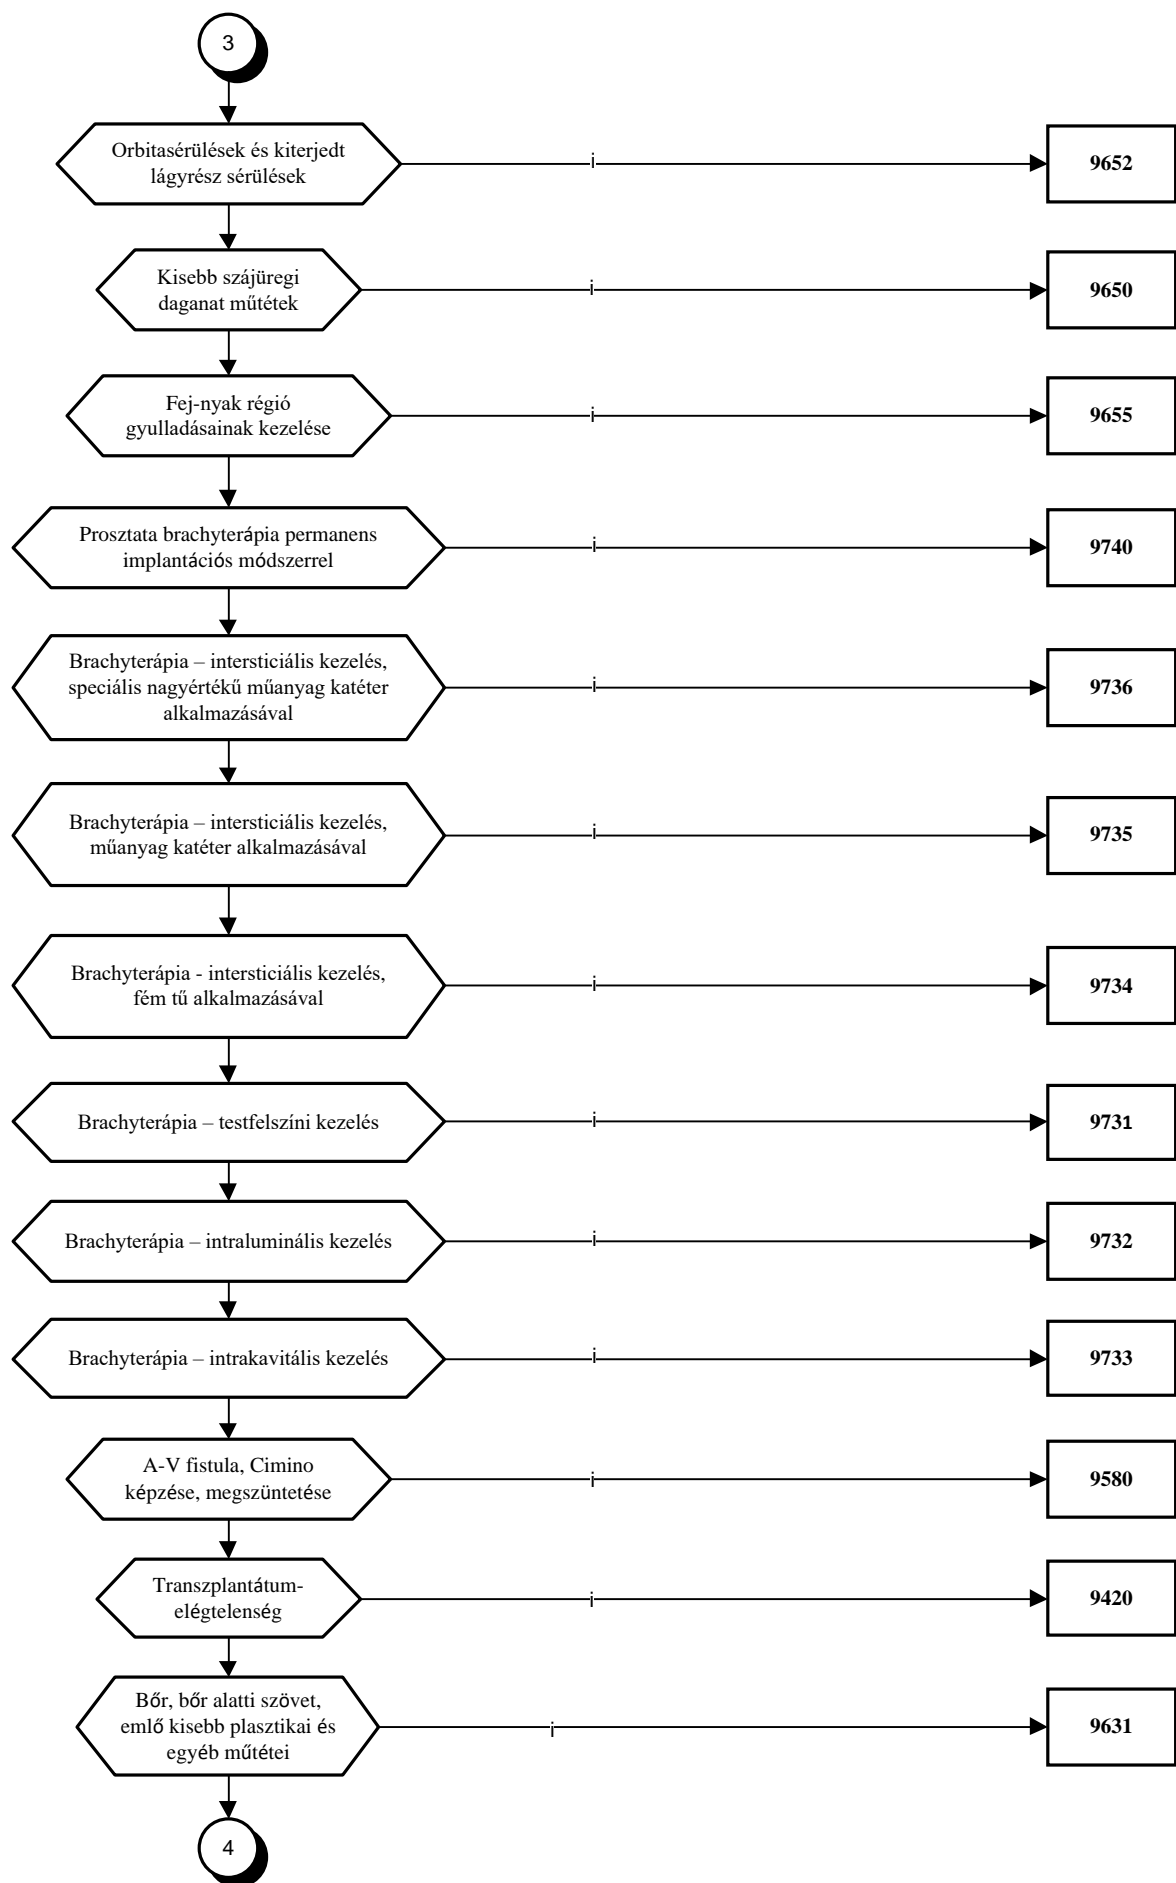 3
Orbitasérülések és kiterjedt
lágyrész sérülések
i
9652
Kisebb szájüregi
daganat műtétek
i
9650
Fej-nyak régió
gyulladásainak kezelése
i
9655
Prosztata brachyterápia permanens
implantációs módszerrel
i
9740
Brachyterápia – intersticiális kezelés,
speciális nagyértékű műanyag katéter
alkalmazásával
i
9736
Brachyterápia – intersticiális kezelés,
műanyag katéter alkalmazásával
i
9735
Brachyterápia - intersticiális kezelés,
fém tű alkalmazásával
i
9734
Brachyterápia – testfelszíni kezelés
i
9731
Brachyterápia – intraluminális kezelés
i
9732
Brachyterápia – intrakavitális kezelés
i
9733
A-V fistula, Cimino
képzése, megszüntetése
i
9580
Transzplantátum-
elégtelenség
i
9420
Bőr, bőr alatti szövet,
emlő kisebb plasztikai és
egyéb műtétei
i
9631
4